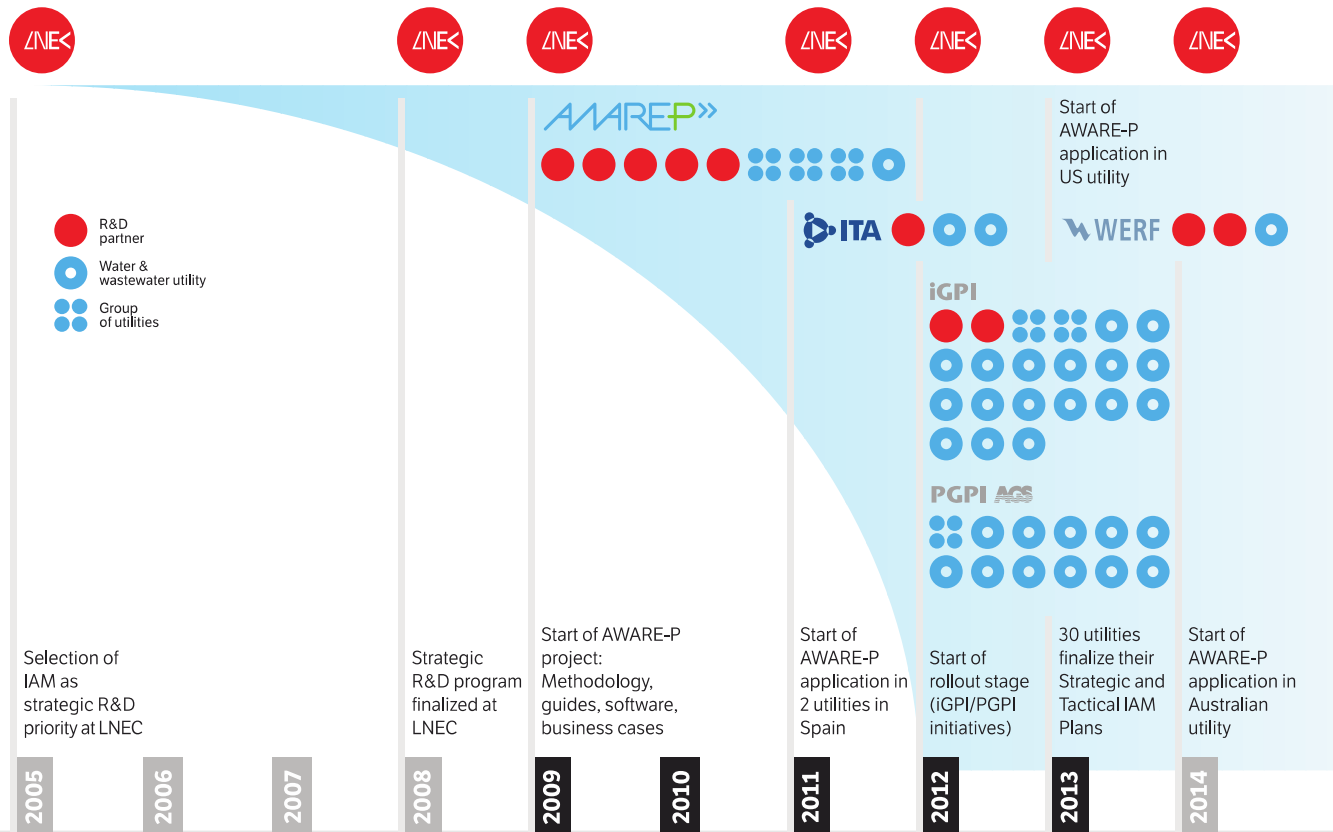 LNEC
LNEC
LNEC
LNEC
LNEC
LNEC
LNEC
AWARE-P
Start of
AWARE-P
application in
US utility
R&D
partner
Water &
wastewater utility
Group
of utilities
ITA
WERF
iGPI
PGPI AGS
Selection of
IAM as
strategic R&D
priority at LNEC
Strategic
R&D program
finalized at
LNEC
Start of AWARE-P
project:
Methodology,
guides, software,
business cases
Start of
AWARE-P
application in
2 utilities in
Spain
Start of
rollout stage
(iGPI/PGPI
initiatives)
30 utilities
finalize their
Strategic and
Tactical IAM
Plans
Start of
AWARE-P
application in
Australian
utility
2005
2006
2007
2008
2009
2010
2011
2012
2013
2014